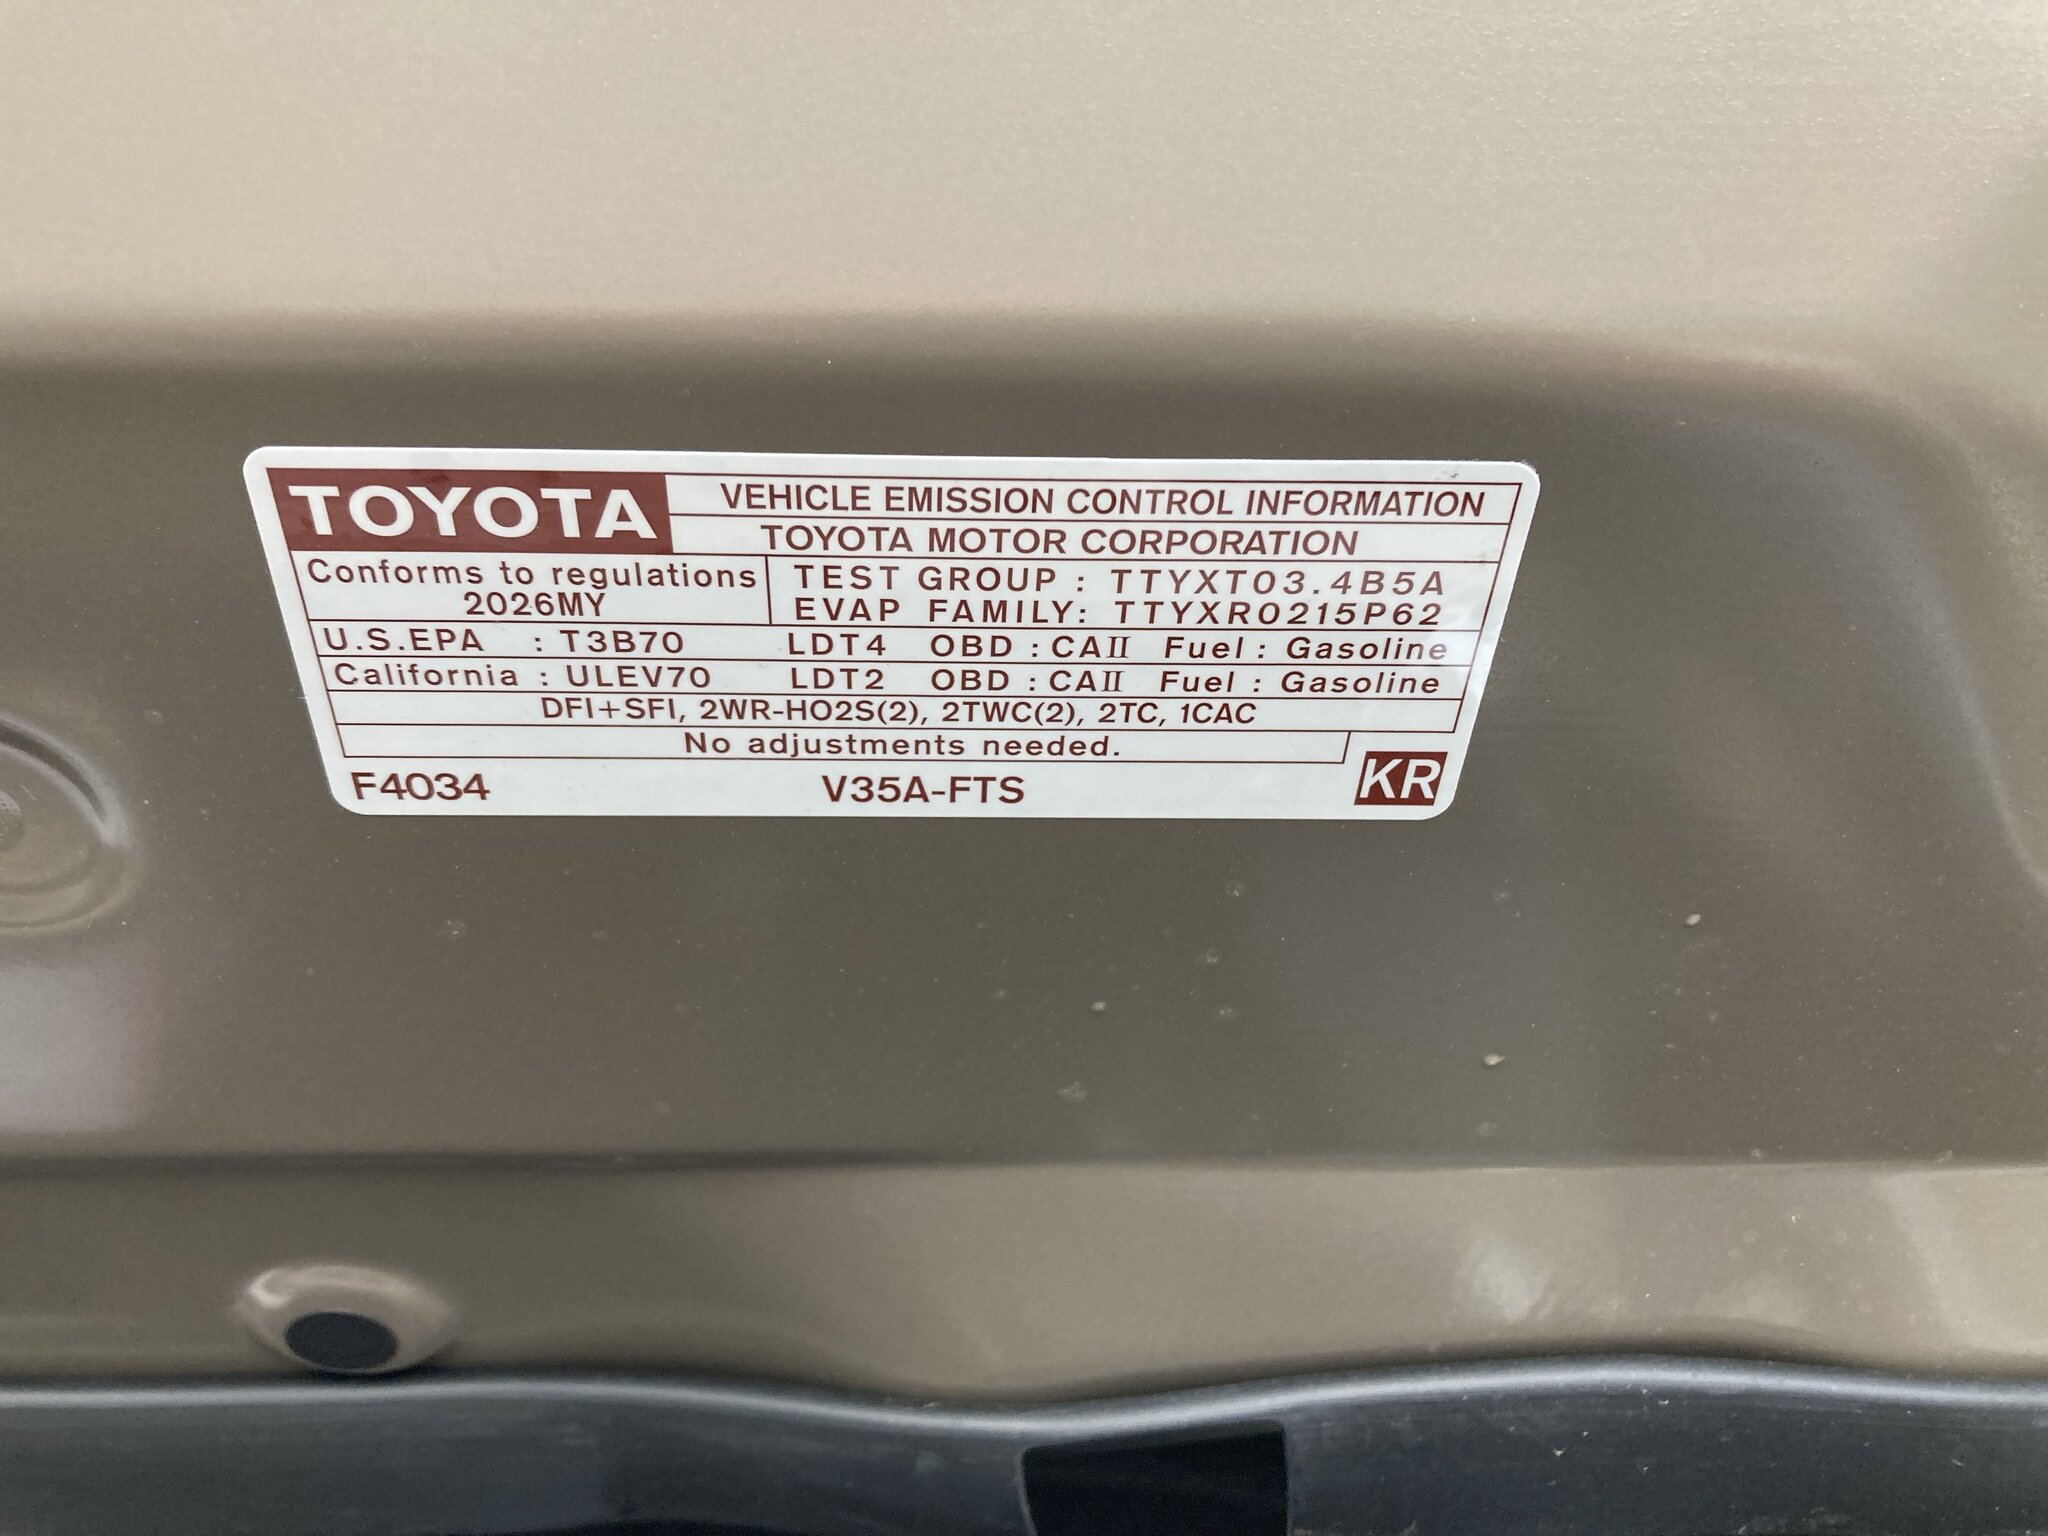 TOYOTA
VEHICLE EMISSION CONTROL INFORMATION
TOYOTA MOTOR CORPORATION
Conforms to regulations
2026MY
TEST GROUP : TTYXT03.4B5A
EVAP FAMILY: TTYXR0215P62
U.S.EPA : T3B70 LDT4 OBD : CAII Fuel : Gasoline
California : ULEV70 LDT2 OBD : CAII Fuel : Gasoline
DFI+SFI, 2WR-HO2S(2), 2TWC(2), 2TC, 1CAC
No adjustments needed.
F4034 V35A-FTS KR